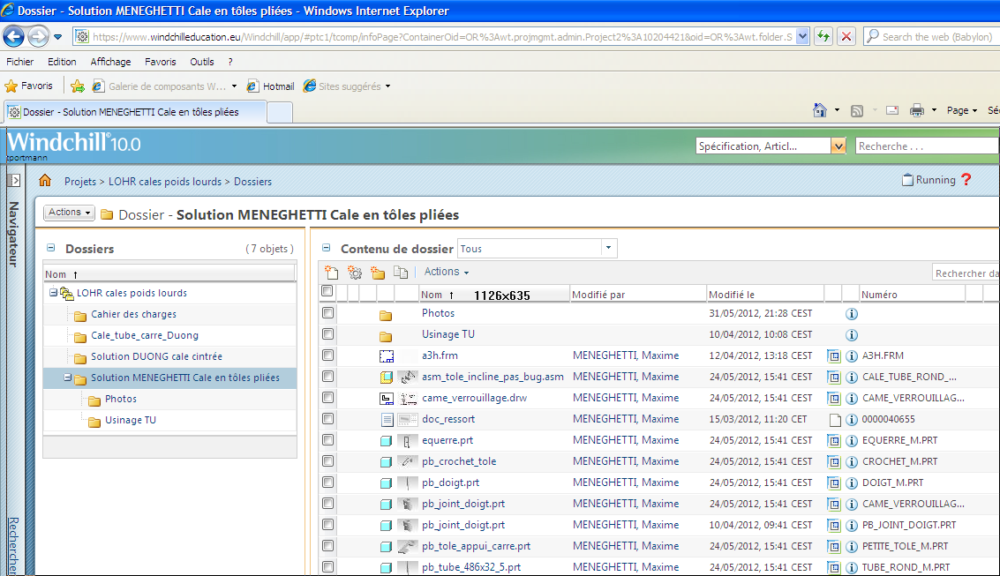 Dossier - Solution MENEGHETTI Cale en tôles pliées - Windows Internet Explorer
https://www.windchilleducation.eu/Windchill/app/#ptc1/tcomp/infoPage?ContainerOid=OR%3Awt.projmgmt.admin.Project2%3A10204421&oid=OR%3Awt.folder.S
Search the web (Babylon)
Fichier Edition Affichage Favoris Outils ?
Favoris Galerie de composants W... Hotmail Sites suggérés
Dossier - Solution MENEGHETTI Cale en tôles pliées
Page Sé
Windchill® 10.0
zportmann
Spécification, Articl... Recherche . . .
Projets > LOHR cales poids lourds > Dossiers
Running ?
Navigateur
Rechercher
Actions Dossier - Solution MENEGHETTI Cale en tôles pliées
Dossiers ( 7 objets )
Nom ↑
LOHR cales poids lourds
Cahier des charges
Cale_tube_carre_Duong
Solution DUONG cale cintrée
Solution MENEGHETTI Cale en tôles pliées
Photos
Usinage TU
Contenu de dossier Tous
Actions Rechercher da
Nom ↑ 1126x635 Modifié par Modifié le Numéro
Photos 31/05/2012, 21:28 CEST
Usinage TU 10/04/2012, 10:08 CEST
a3h.frm MENEGHETTI, Maxime 12/04/2012, 13:18 CEST A3H.FRM
asm_tole_incline_pas_bug.asm MENEGHETTI, Maxime 24/05/2012, 15:41 CEST CALE_TUBE_ROND_...
came_verrouillage.drw MENEGHETTI, Maxime 24/05/2012, 15:41 CEST CAME_VERROUILLAG...
doc_ressort MENEGHETTI, Maxime 15/03/2012, 11:20 CET 0000040655
equerre.prt MENEGHETTI, Maxime 24/05/2012, 15:41 CEST EQUERRE_M.PRT
pb_crochet_tole MENEGHETTI, Maxime 24/05/2012, 15:41 CEST CROCHET_M.PRT
pb_doigt.prt MENEGHETTI, Maxime 24/05/2012, 15:41 CEST DOIGT_M.PRT
pb_joint_doigt.prt MENEGHETTI, Maxime 24/05/2012, 15:41 CEST CAME_VERROUILLAG...
pb_joint_doigt.prt MENEGHETTI, Maxime 10/04/2012, 09:41 CEST PB_JOINT_DOIGT.PRT
pb_tole_appui_carre.prt MENEGHETTI, Maxime 24/05/2012, 15:41 CEST PETITE_TOLE_M.PRT
pb_tube_486x32_5.prt MENEGHETTI, Maxime 24/05/2012, 15:41 CEST TUBE_ROND_M.PRT